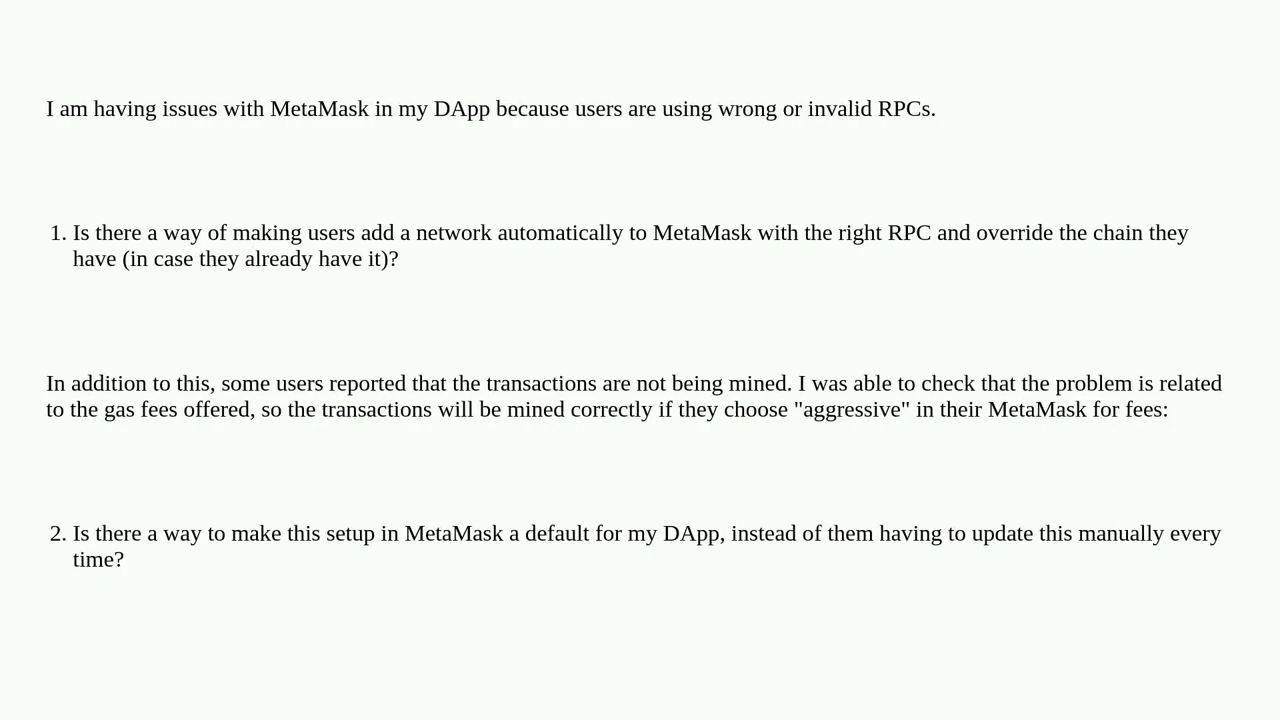 I am having issues with MetaMask in my DApp because users are using wrong or invalid RPCs.
1. Is there a way of making users add a network automatically to MetaMask with the right RPC and override the chain they
have (in case they already have it)?
In addition to this, some users reported that the transactions are not being mined. I was able to check that the problem is related
to the gas fees offered, so the transactions will be mined correctly if they choose "aggressive" in their MetaMask for fees:
2. Is there a way to make this setup in MetaMask a default for my DApp, instead of them having to update this manually every
time?